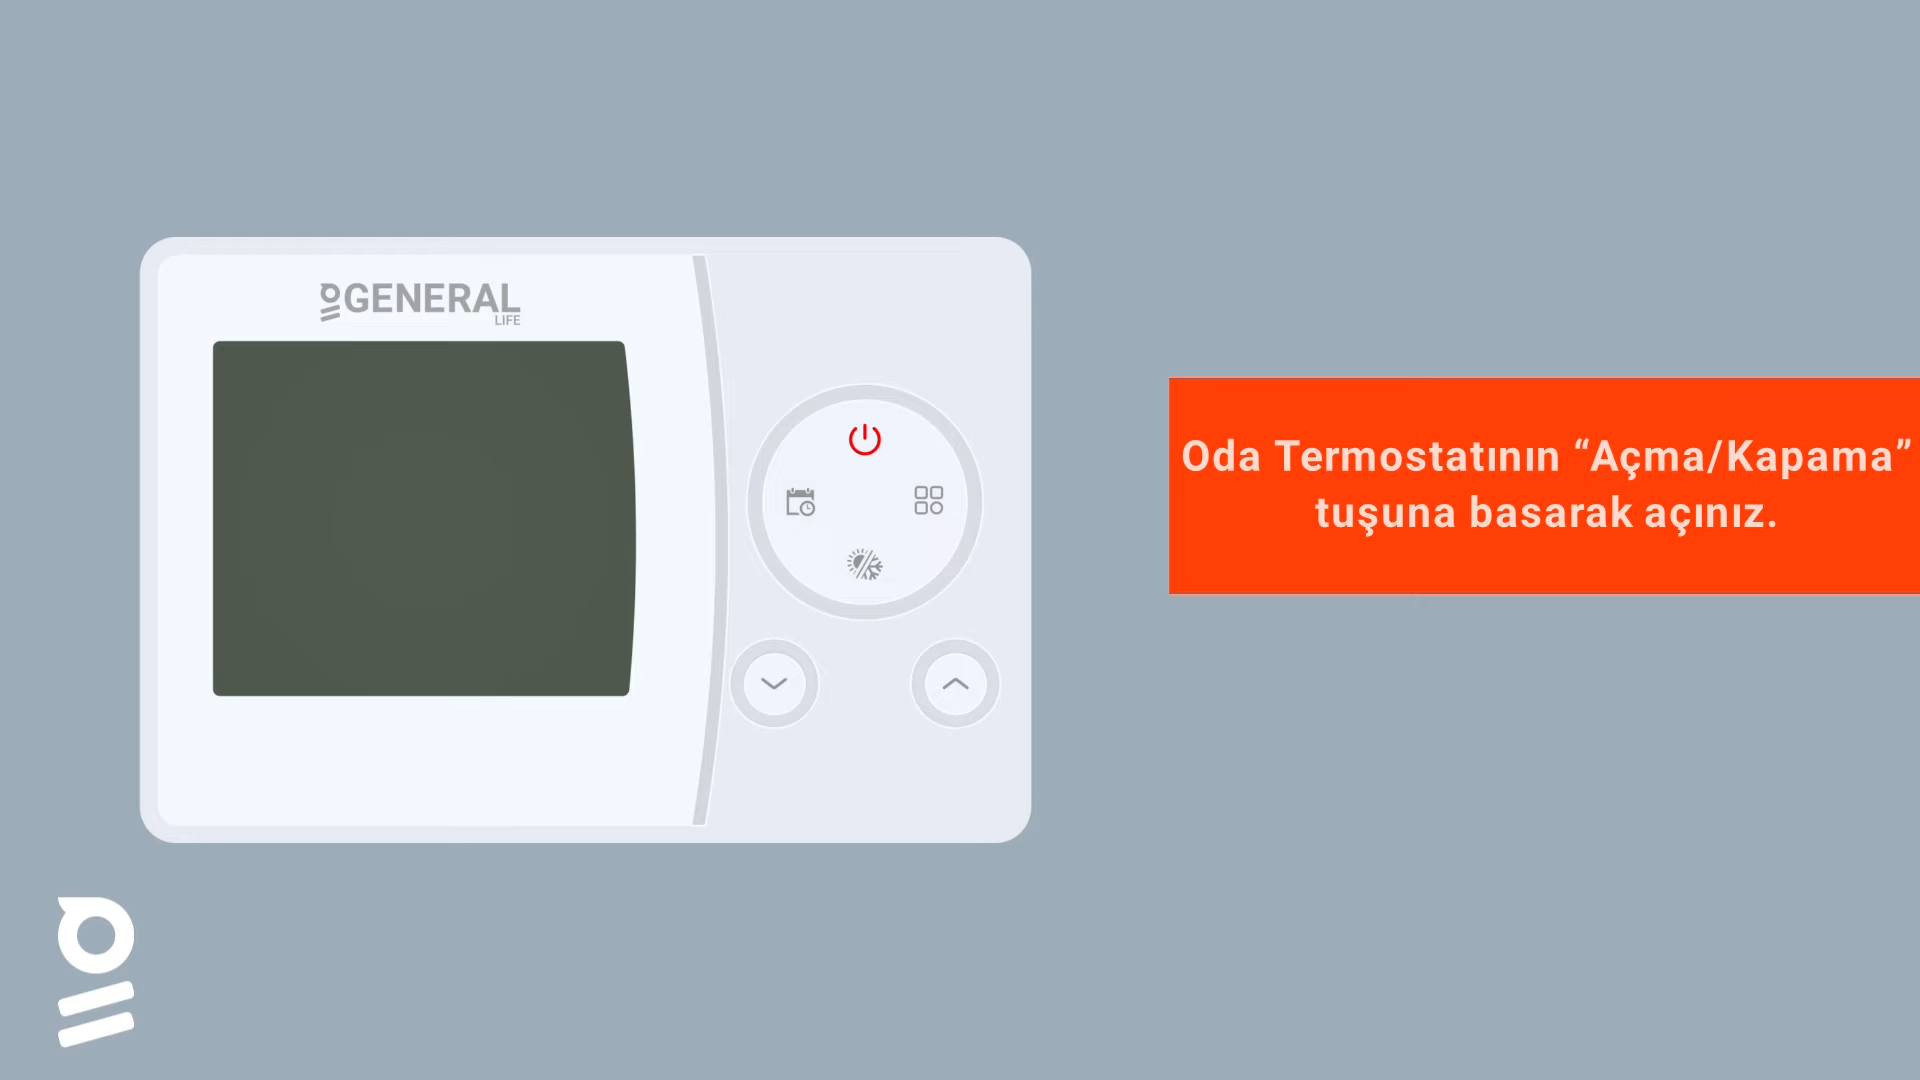 GENERAL
LIFE
Oda Termostatının “Açma/Kapama”
tuşuna basarak açınız.